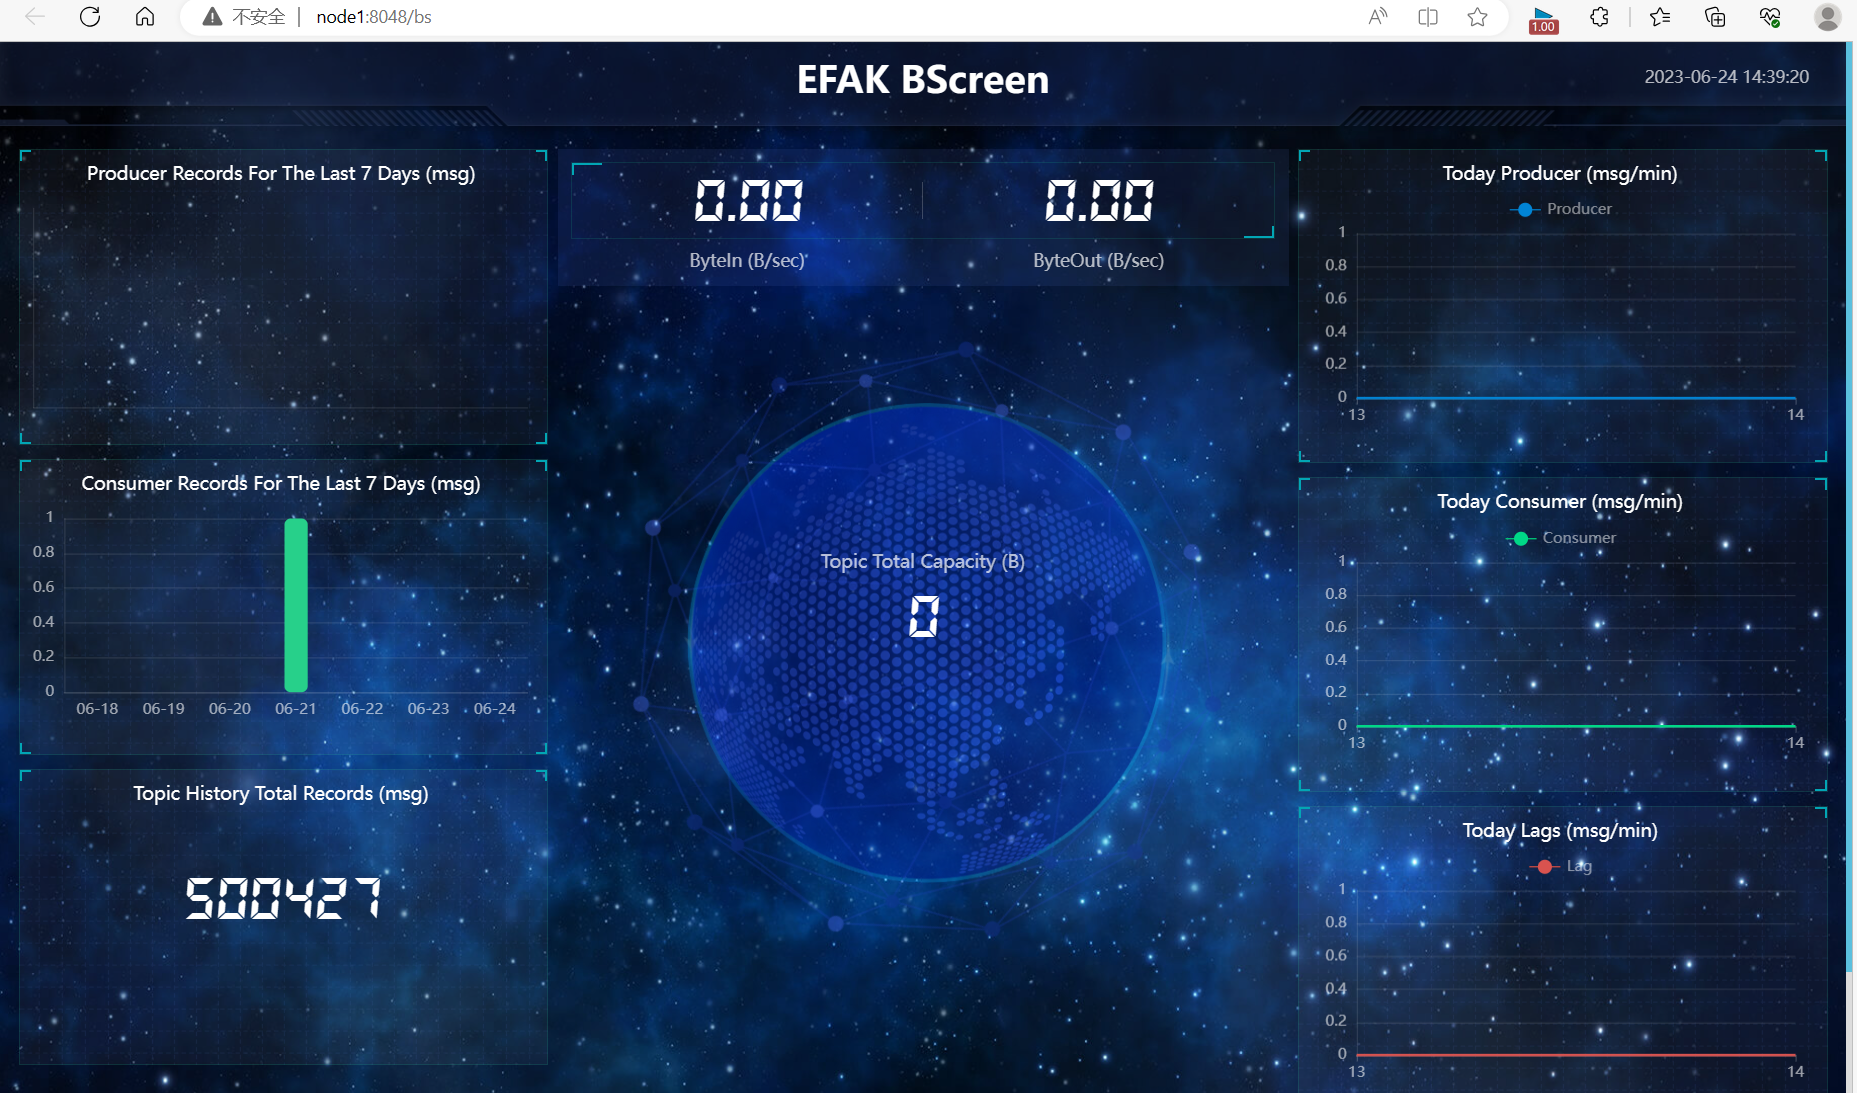 不安全 | node1:8048/bs
1.00
EFAK BScreen
2023-06-24 14:39:20
Producer Records For The Last 7 Days (msg)
Consumer Records For The Last 7 Days (msg)
1
0.8
0.6
0.4
0.2
0
06-18 06-19 06-20 06-21 06-22 06-23 06-24
Topic History Total Records (msg)
500427
0.00 0.00
ByteIn (B/sec) ByteOut (B/sec)
Topic Total Capacity (B)
0
Today Producer (msg/min)
Producer
1
0.8
0.6
0.4
0.2
0
13 14
Today Consumer (msg/min)
Consumer
1
0.8
0.6
0.4
0.2
0
13 14
Today Lags (msg/min)
Lag
1
0.8
0.6
0.4
0.2
0
13 14